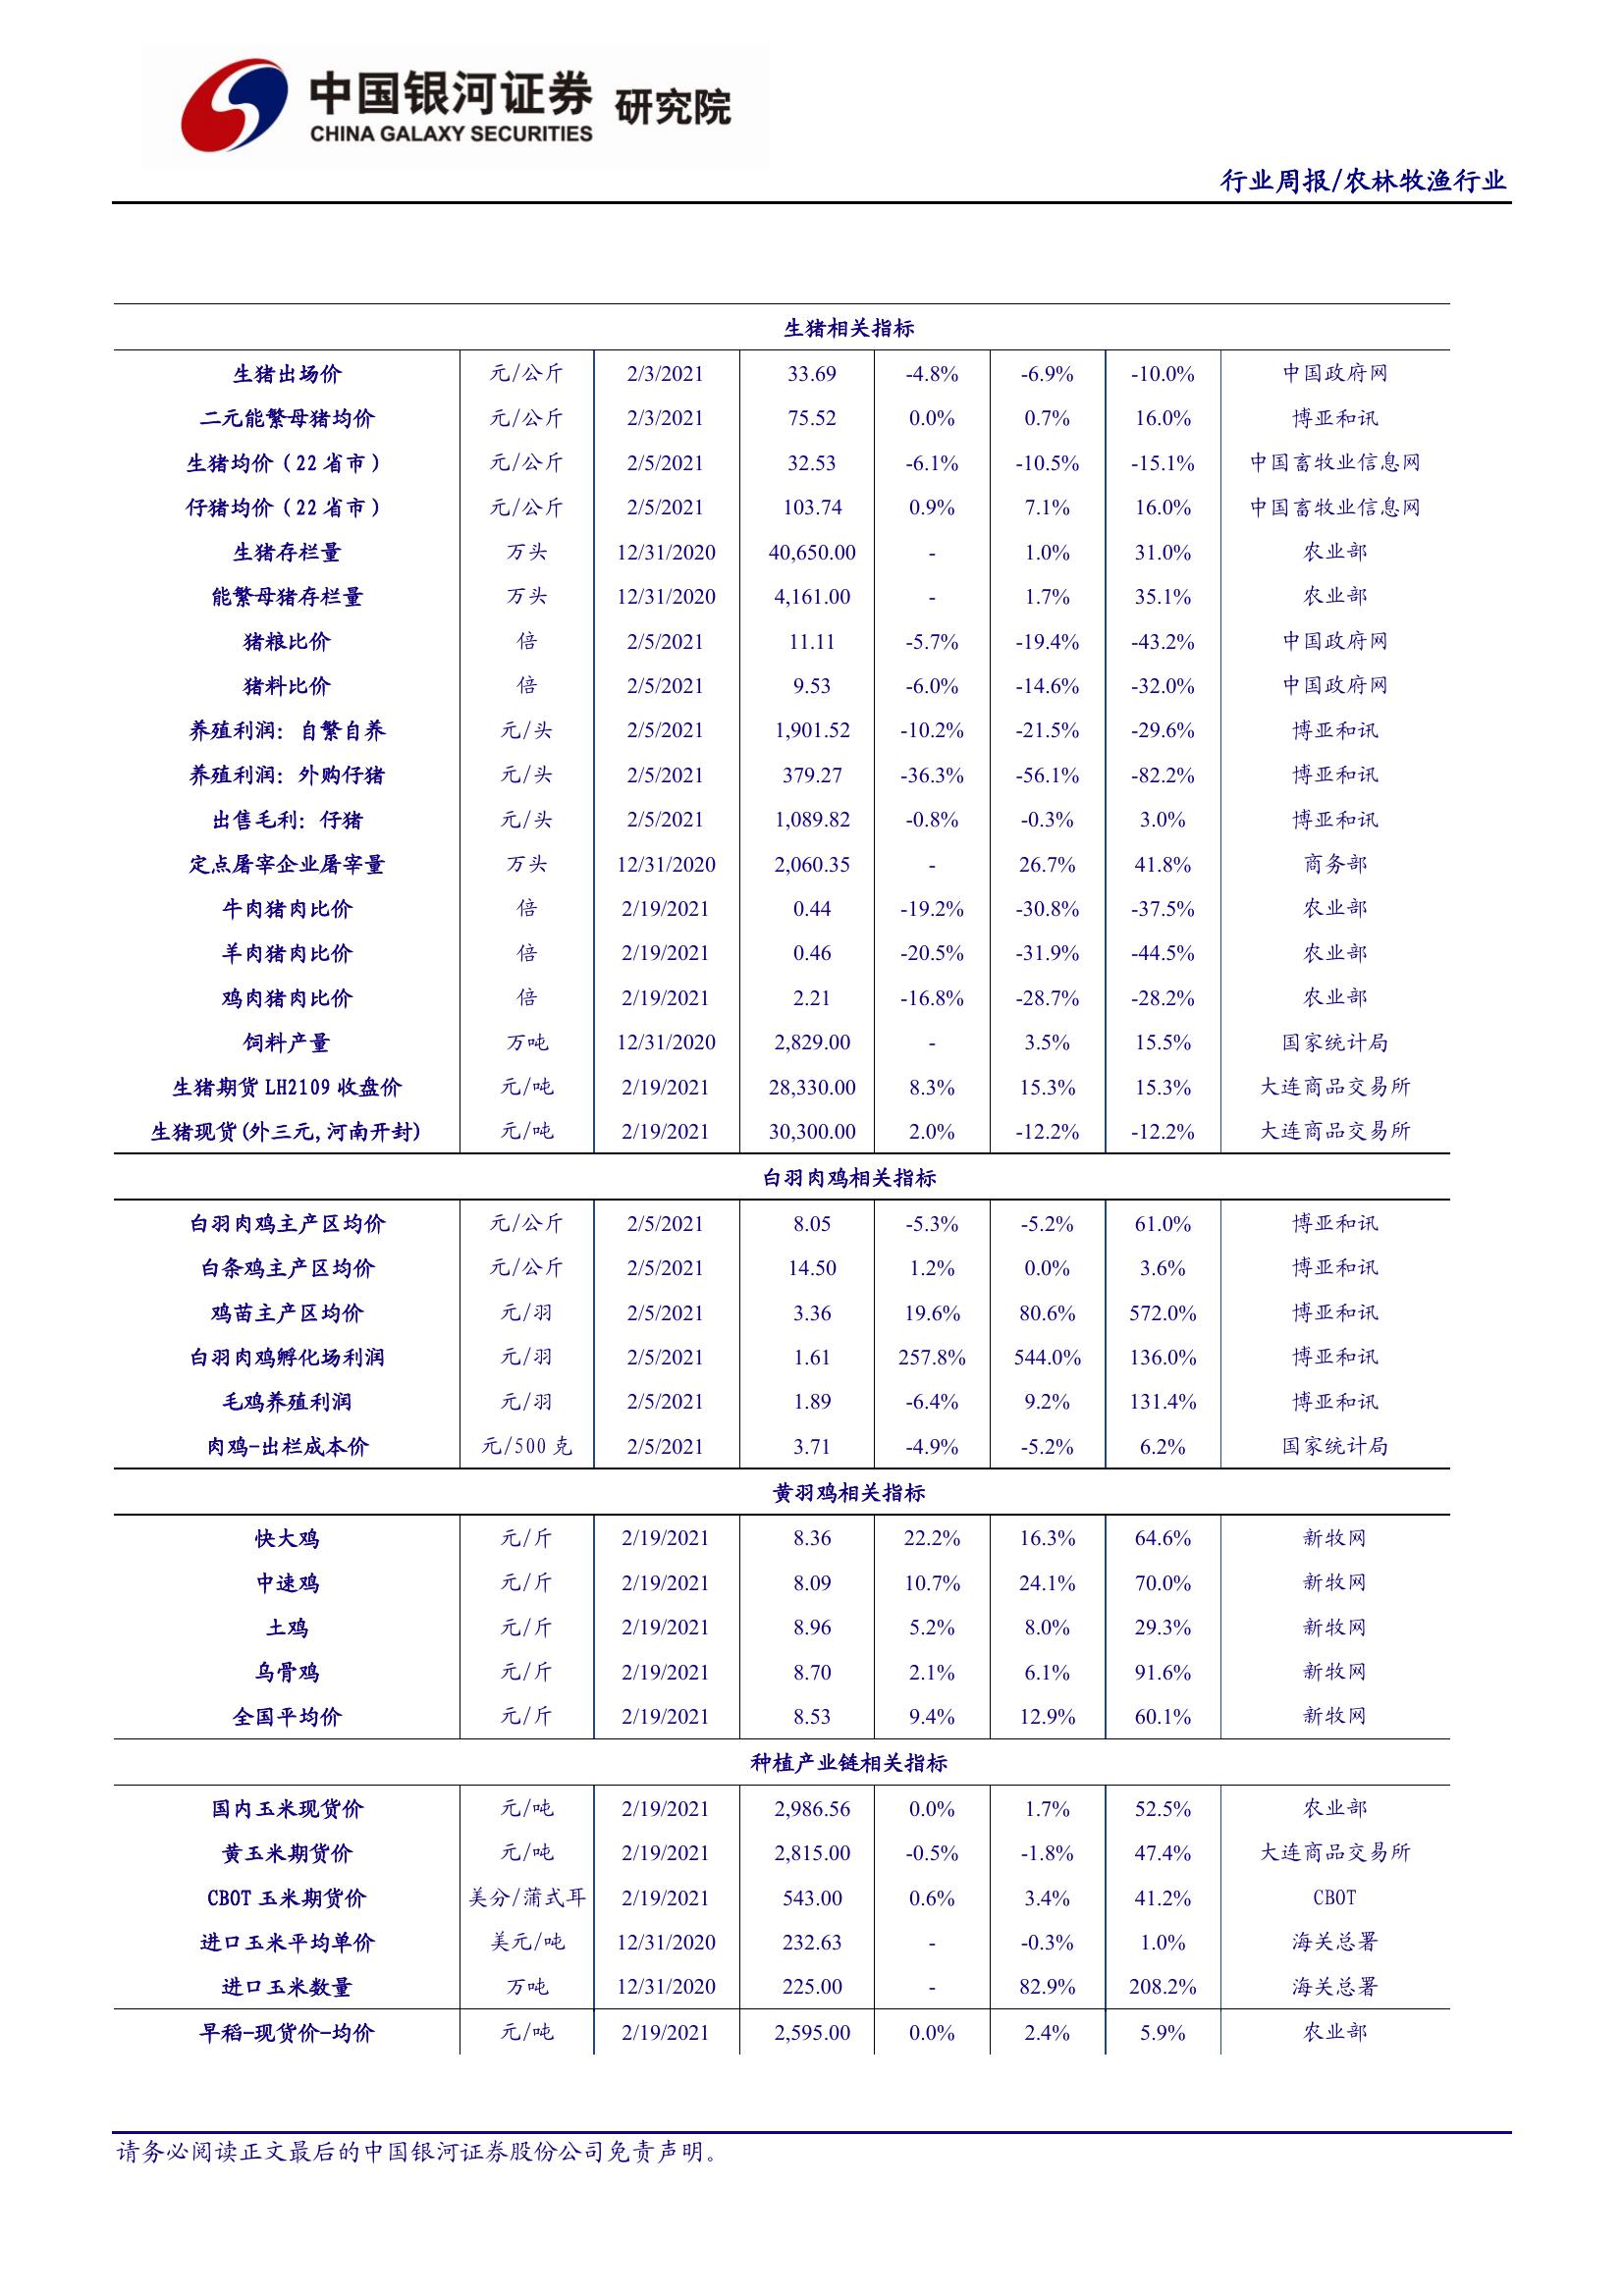 中国银河证券 研究院
CHINA GALAXY SECURITIES
行业周报/农林牧渔行业
生猪相关指标
生猪出场价 元/公斤 2/3/2021 33.69 -4.8% -6.9% -10.0% 中国政府网
二元能繁母猪均价 元/公斤 2/3/2021 75.52 0.0% 0.7% 16.0% 博亚和讯
生猪均价（22 省市） 元/公斤 2/5/2021 32.53 -6.1% -10.5% -15.1% 中国畜牧业信息网
仔猪均价（22 省市） 元/公斤 2/5/2021 103.74 0.9% 7.1% 16.0% 中国畜牧业信息网
生猪存栏量 万头 12/31/2020 40,650.00 - 1.0% 31.0% 农业部
能繁母猪存栏量 万头 12/31/2020 4,161.00 - 1.7% 35.1% 农业部
猪粮比价 倍 2/5/2021 11.11 -5.7% -19.4% -43.2% 中国政府网
猪料比价 倍 2/5/2021 9.53 -6.0% -14.6% -32.0% 中国政府网
养殖利润：自繁自养 元/头 2/5/2021 1,901.52 -10.2% -21.5% -29.6% 博亚和讯
养殖利润：外购仔猪 元/头 2/5/2021 379.27 -36.3% -56.1% -82.2% 博亚和讯
出售毛利：仔猪 元/头 2/5/2021 1,089.82 -0.8% -0.3% 3.0% 博亚和讯
定点屠宰企业屠宰量 万头 12/31/2020 2,060.35 - 26.7% 41.8% 商务部
牛肉猪肉比价 倍 2/19/2021 0.44 -19.2% -30.8% -37.5% 农业部
羊肉猪肉比价 倍 2/19/2021 0.46 -20.5% -31.9% -44.5% 农业部
鸡肉猪肉比价 倍 2/19/2021 2.21 -16.8% -28.7% -28.2% 农业部
饲料产量 万吨 12/31/2020 2,829.00 - 3.5% 15.5% 国家统计局
生猪期货 LH2109 收盘价 元/吨 2/19/2021 28,330.00 8.3% 15.3% 15.3% 大连商品交易所
生猪现货(外三元,河南开封) 元/吨 2/19/2021 30,300.00 2.0% -12.2% -12.2% 大连商品交易所
白羽肉鸡相关指标
白羽肉鸡主产区均价 元/公斤 2/5/2021 8.05 -5.3% -5.2% 61.0% 博亚和讯
白条鸡主产区均价 元/公斤 2/5/2021 14.50 1.2% 0.0% 3.6% 博亚和讯
鸡苗主产区均价 元/羽 2/5/2021 3.36 19.6% 80.6% 572.0% 博亚和讯
白羽肉鸡孵化场利润 元/羽 2/5/2021 1.61 257.8% 544.0% 136.0% 博亚和讯
毛鸡养殖利润 元/羽 2/5/2021 1.89 -6.4% 9.2% 131.4% 博亚和讯
肉鸡-出栏成本价 元/500 克 2/5/2021 3.71 -4.9% -5.2% 6.2% 国家统计局
黄羽鸡相关指标
快大鸡 元/斤 2/19/2021 8.36 22.2% 16.3% 64.6% 新牧网
中速鸡 元/斤 2/19/2021 8.09 10.7% 24.1% 70.0% 新牧网
土鸡 元/斤 2/19/2021 8.96 5.2% 8.0% 29.3% 新牧网
乌骨鸡 元/斤 2/19/2021 8.70 2.1% 6.1% 91.6% 新牧网
全国平均价 元/斤 2/19/2021 8.53 9.4% 12.9% 60.1% 新牧网
种植产业链相关指标
国内玉米现货价 元/吨 2/19/2021 2,986.56 0.0% 1.7% 52.5% 农业部
黄玉米期货价 元/吨 2/19/2021 2,815.00 -0.5% -1.8% 47.4% 大连商品交易所
CBOT 玉米期货价 美分/蒲式耳 2/19/2021 543.00 0.6% 3.4% 41.2% CBOT
进口玉米平均单价 美元/吨 12/31/2020 232.63 - -0.3% 1.0% 海关总署
进口玉米数量 万吨 12/31/2020 225.00 - 82.9% 208.2% 海关总署
早稻-现货价-均价 元/吨 2/19/2021 2,595.00 0.0% 2.4% 5.9% 农业部
请务必阅读正文最后的中国银河证券股份公司免责声明。